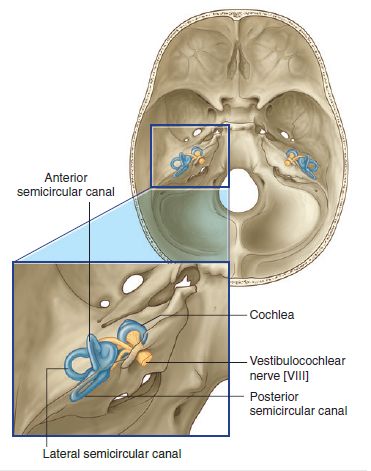 Anterior
semicircular canal
Cochlea
Vestibulocochlear
nerve [VIII]
Posterior
semicircular canal
Lateral semicircular canal